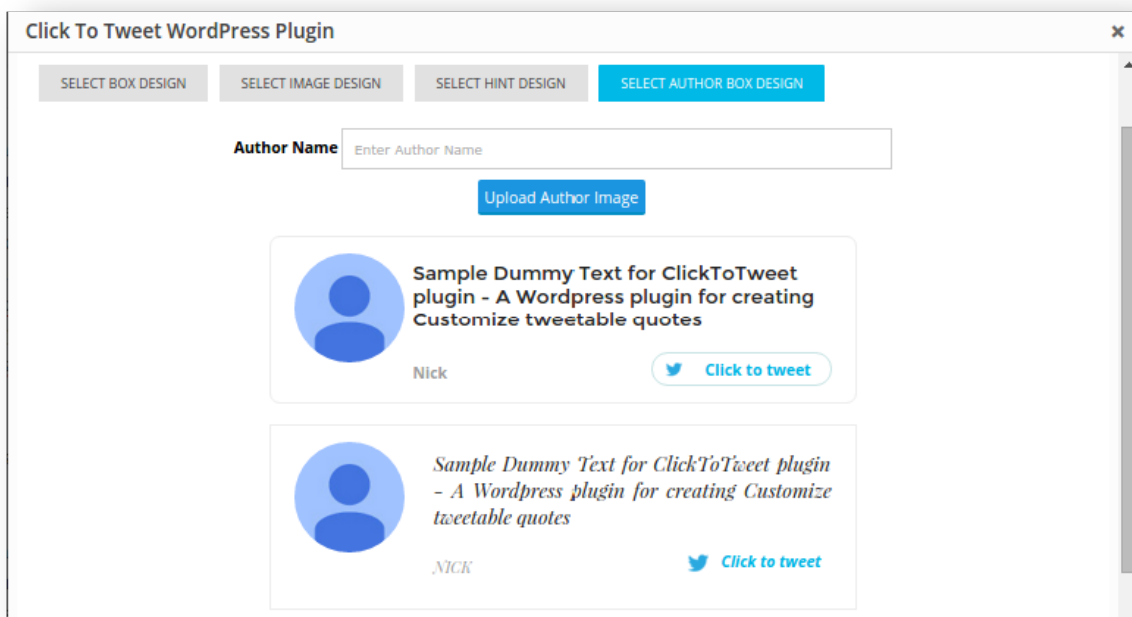 Click To Tweet WordPress Plugin
SELECT BOX DESIGN SELECT IMAGE DESIGN SELECT HINT DESIGN SELECT AUTHOR BOX DESIGN
Author Name Enter Author Name
Upload Author Image
Sample Dummy Text for ClickToTweet
plugin - A Wordpress plugin for creating
Customize tweetable quotes
Nick Click to tweet
Sample Dummy Text for ClickToTweet plugin
- A Wordpress plugin for creating Customize
tweetable quotes
NICK Click to tweet